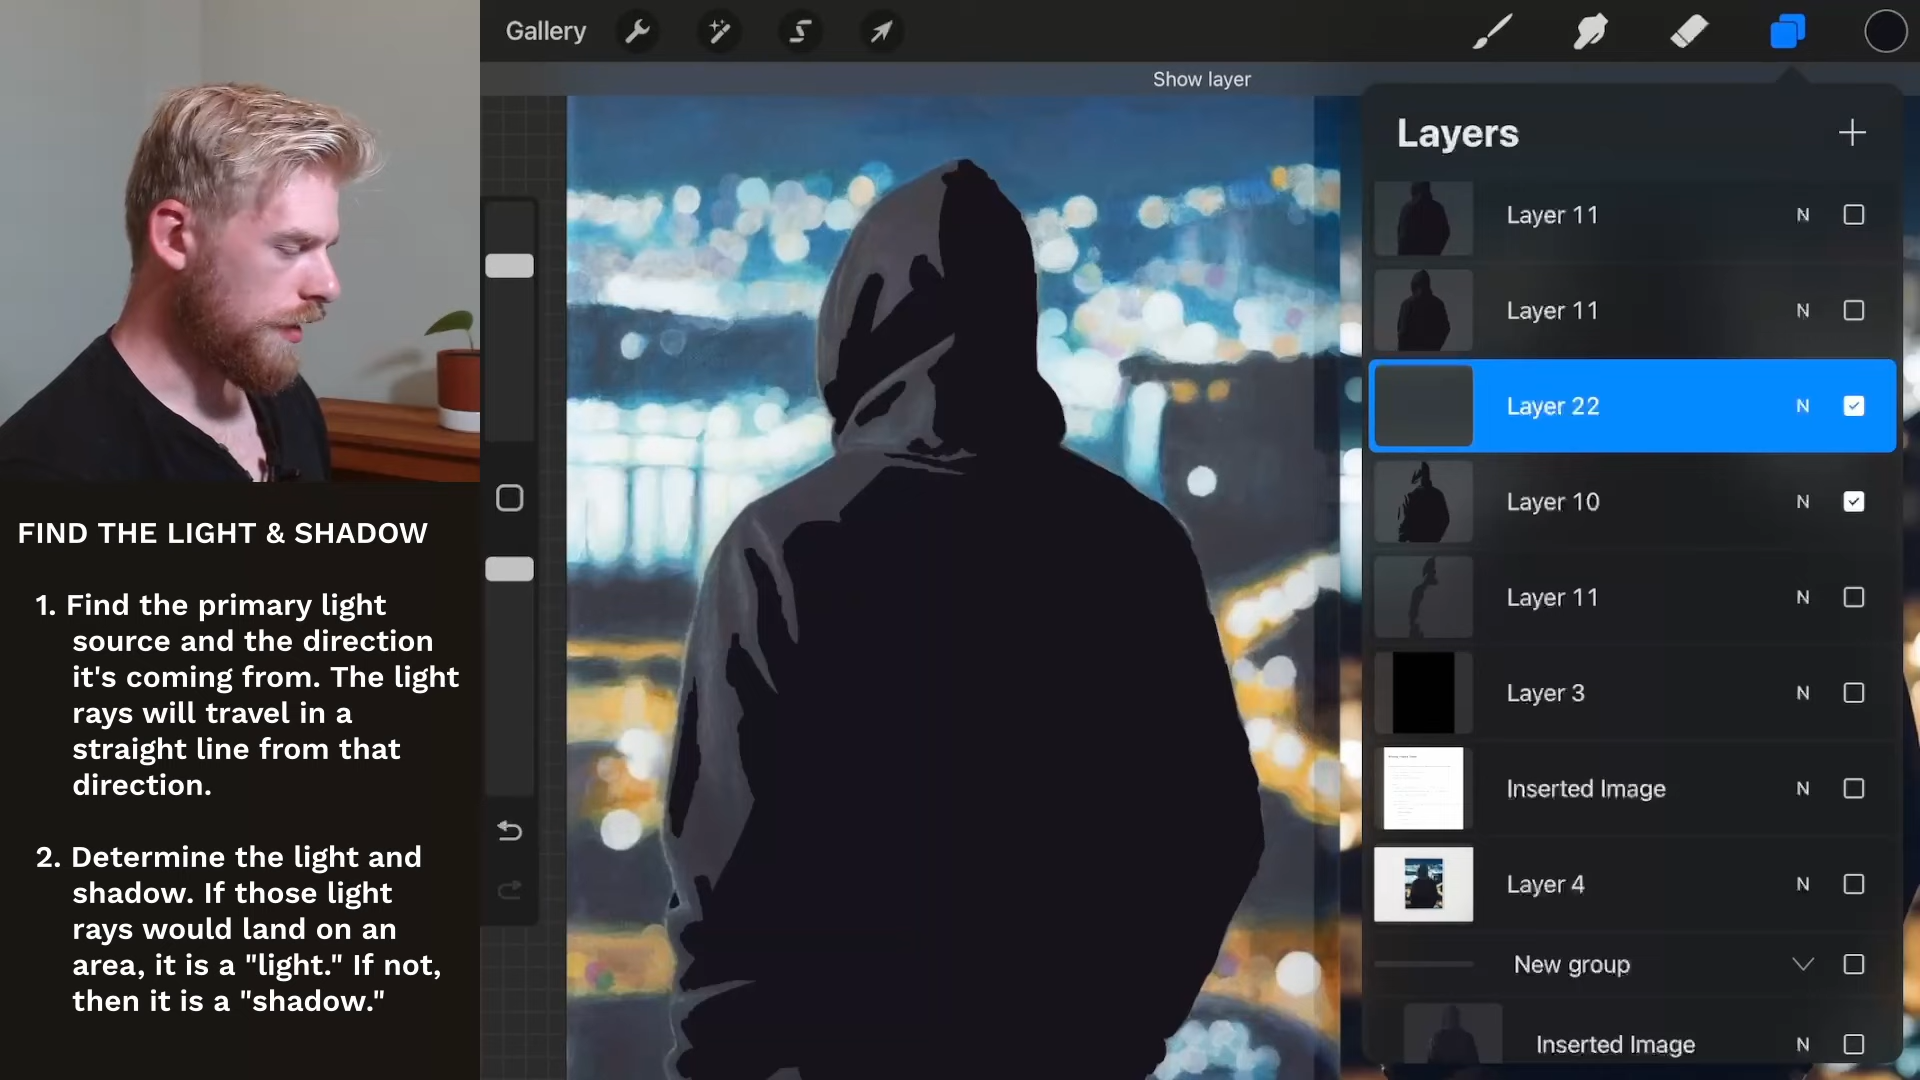 Gallery
Show layer
Layers
Layer 11 N
Layer 11 N
Layer 22 N
Layer 10 N
Layer 11 N
Layer 3 N
Inserted Image N
Layer 4 N
New group
Inserted Image N
FIND THE LIGHT & SHADOW
1. Find the primary light
source and the direction
it's coming from. The light
rays will travel in a
straight line from that
direction.
2. Determine the light and
shadow. If those light
rays would land on an
area, it is a "light." If not,
then it is a "shadow."